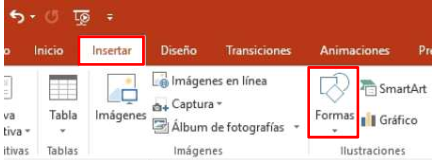 Inicio Insertar Diseño Transiciones Animaciones
Imágenes en línea
SmartArt
Tabla Imágenes Captura Formas
Álbum de fotografías Gráfico
Tablas Imágenes Ilustraciones